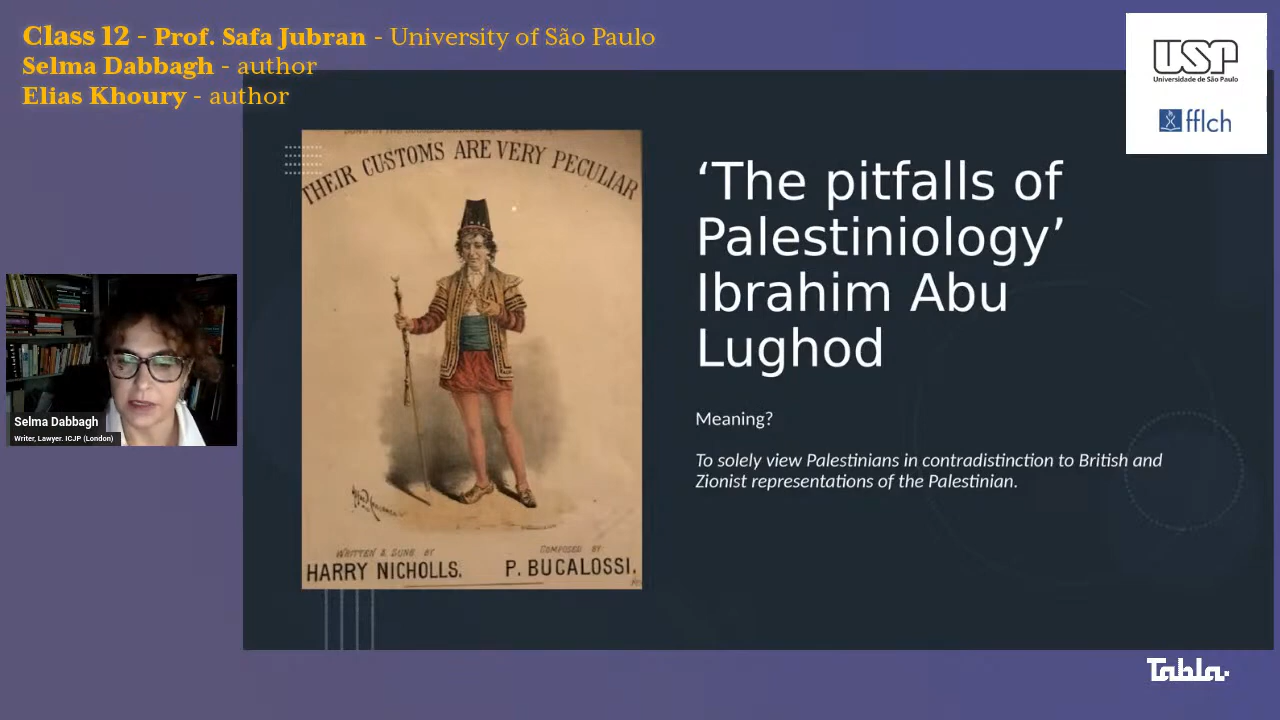 Class 12 - Prof. Safa Jubran - University of São Paulo
Selma Dabbagh - author
Elias Khoury - author
USP
Universidade de São Paulo
fflch
THEIR CUSTOMS ARE VERY PECULIAR
WRITTEN & SUNG BY
HARRY NICHOLLS.
COMPOSED BY
P. BUCALOSSI.
‘The pitfalls of
Palestiniology’
Ibrahim Abu
Lughod
Meaning?
To solely view Palestinians in contradistinction to British and
Zionist representations of the Palestinian.
Selma Dabbagh
Writer, Lawyer. ICJP (London)
Tabla.